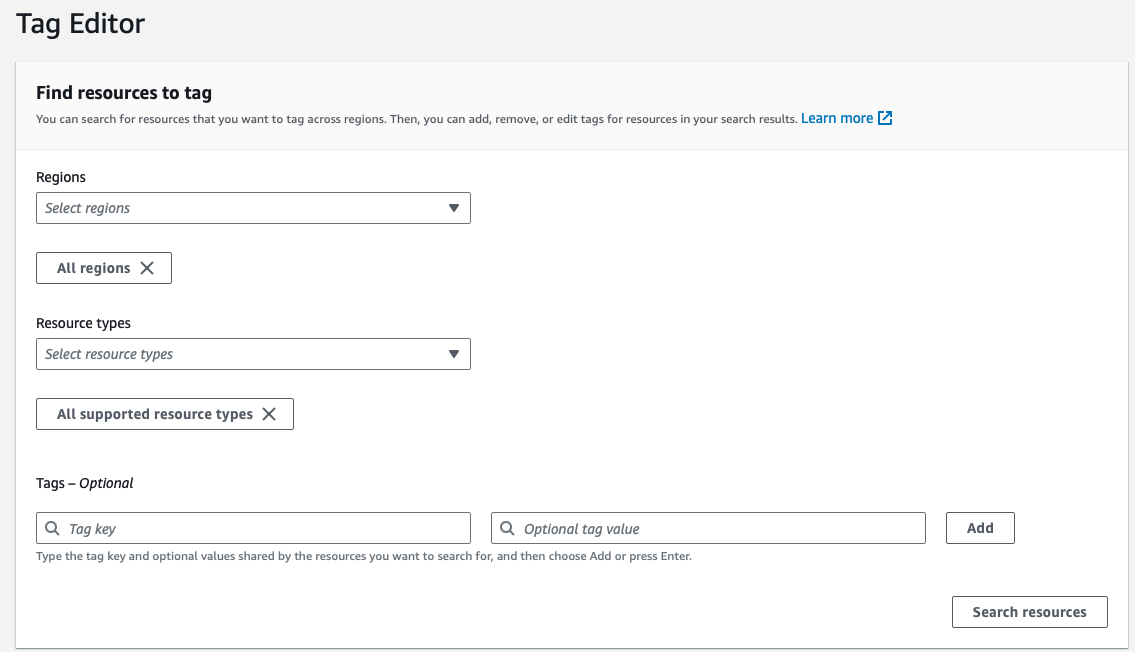 Tag Editor
Find resources to tag
You can search for resources that you want to tag across regions. Then, you can add, remove, or edit tags for resources in your search results. Learn more
Regions
Select regions
All regions
Resource types
Select resource types
All supported resource types
Tags – Optional
Tag key Optional tag value Add
Type the tag key and optional values shared by the resources you want to search for, and then choose Add or press Enter.
Search resources